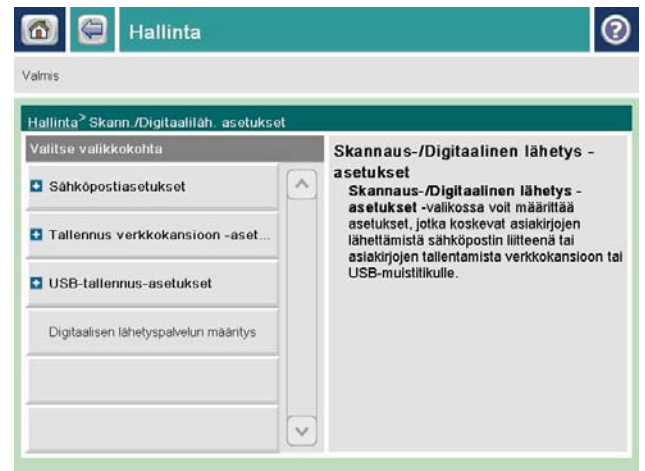 Hallinta
?
Valmis
Hallinta> Skann./Digitaaliläh. asetukset
Valitse valikkokohta
Sähköpostiasetukset
Tallennus verkkokansioon -aset...
USB-tallennus-asetukset
Digitaalisen lähetyspalvelun määritys
Skannaus-/Digitaalinen lähetys -
asetukset
Skannaus-/Digitaalinen lähetys -
asetukset -valikossa voit määrittää
asetukset, jotka koskevat asiakirjojen
lähettämistä sähköpostin liitteenä tai
asiakirjojen tallentamista verkkokansioon tai
USB-muistitikulle.